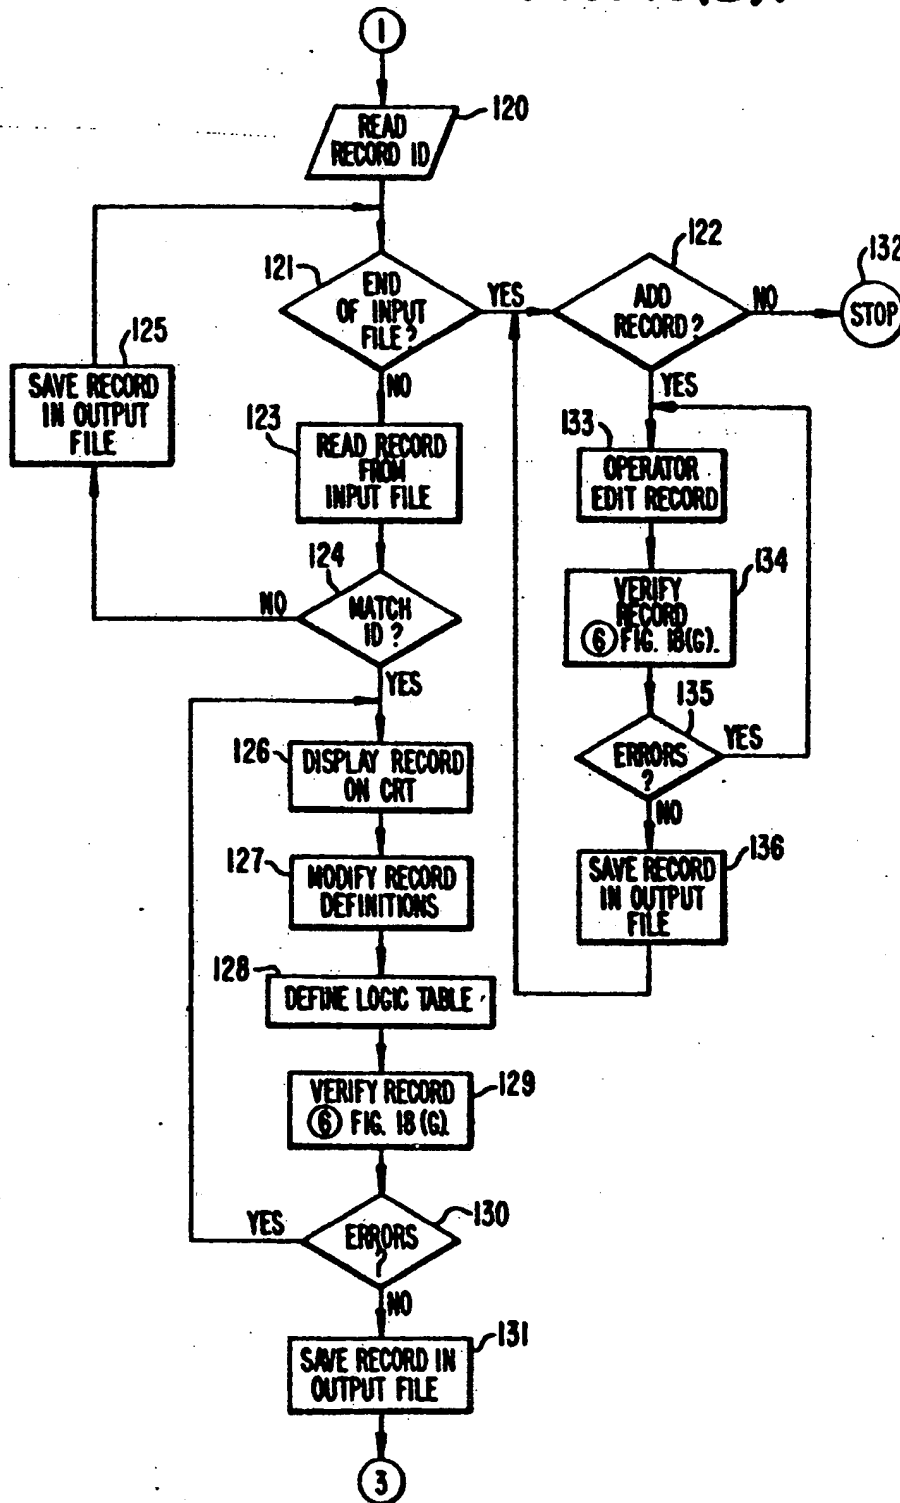 1
READ
RECORD ID
120
121
END
OF INPUT
FILE?
YES
NO
122
ADD
RECORD?
NO
YES
132
STOP
125
SAVE RECORD
IN OUTPUT
FILE
123
READ RECORD
FROM
INPUT FILE
133
OPERATOR
EDIT RECORD
124
MATCH
ID?
NO
YES
134
VERIFY
RECORD
6 FIG. 18(G).
135
ERRORS
?
YES
NO
126
DISPLAY RECORD
ON CRT
136
SAVE RECORD
IN OUTPUT
FILE
127
MODIFY RECORD
DEFINITIONS
128
DEFINE LOGIC TABLE
129
VERIFY RECORD
6 FIG. 18(G)
130
ERRORS
?
YES
NO
131
SAVE RECORD IN
OUTPUT FILE
3